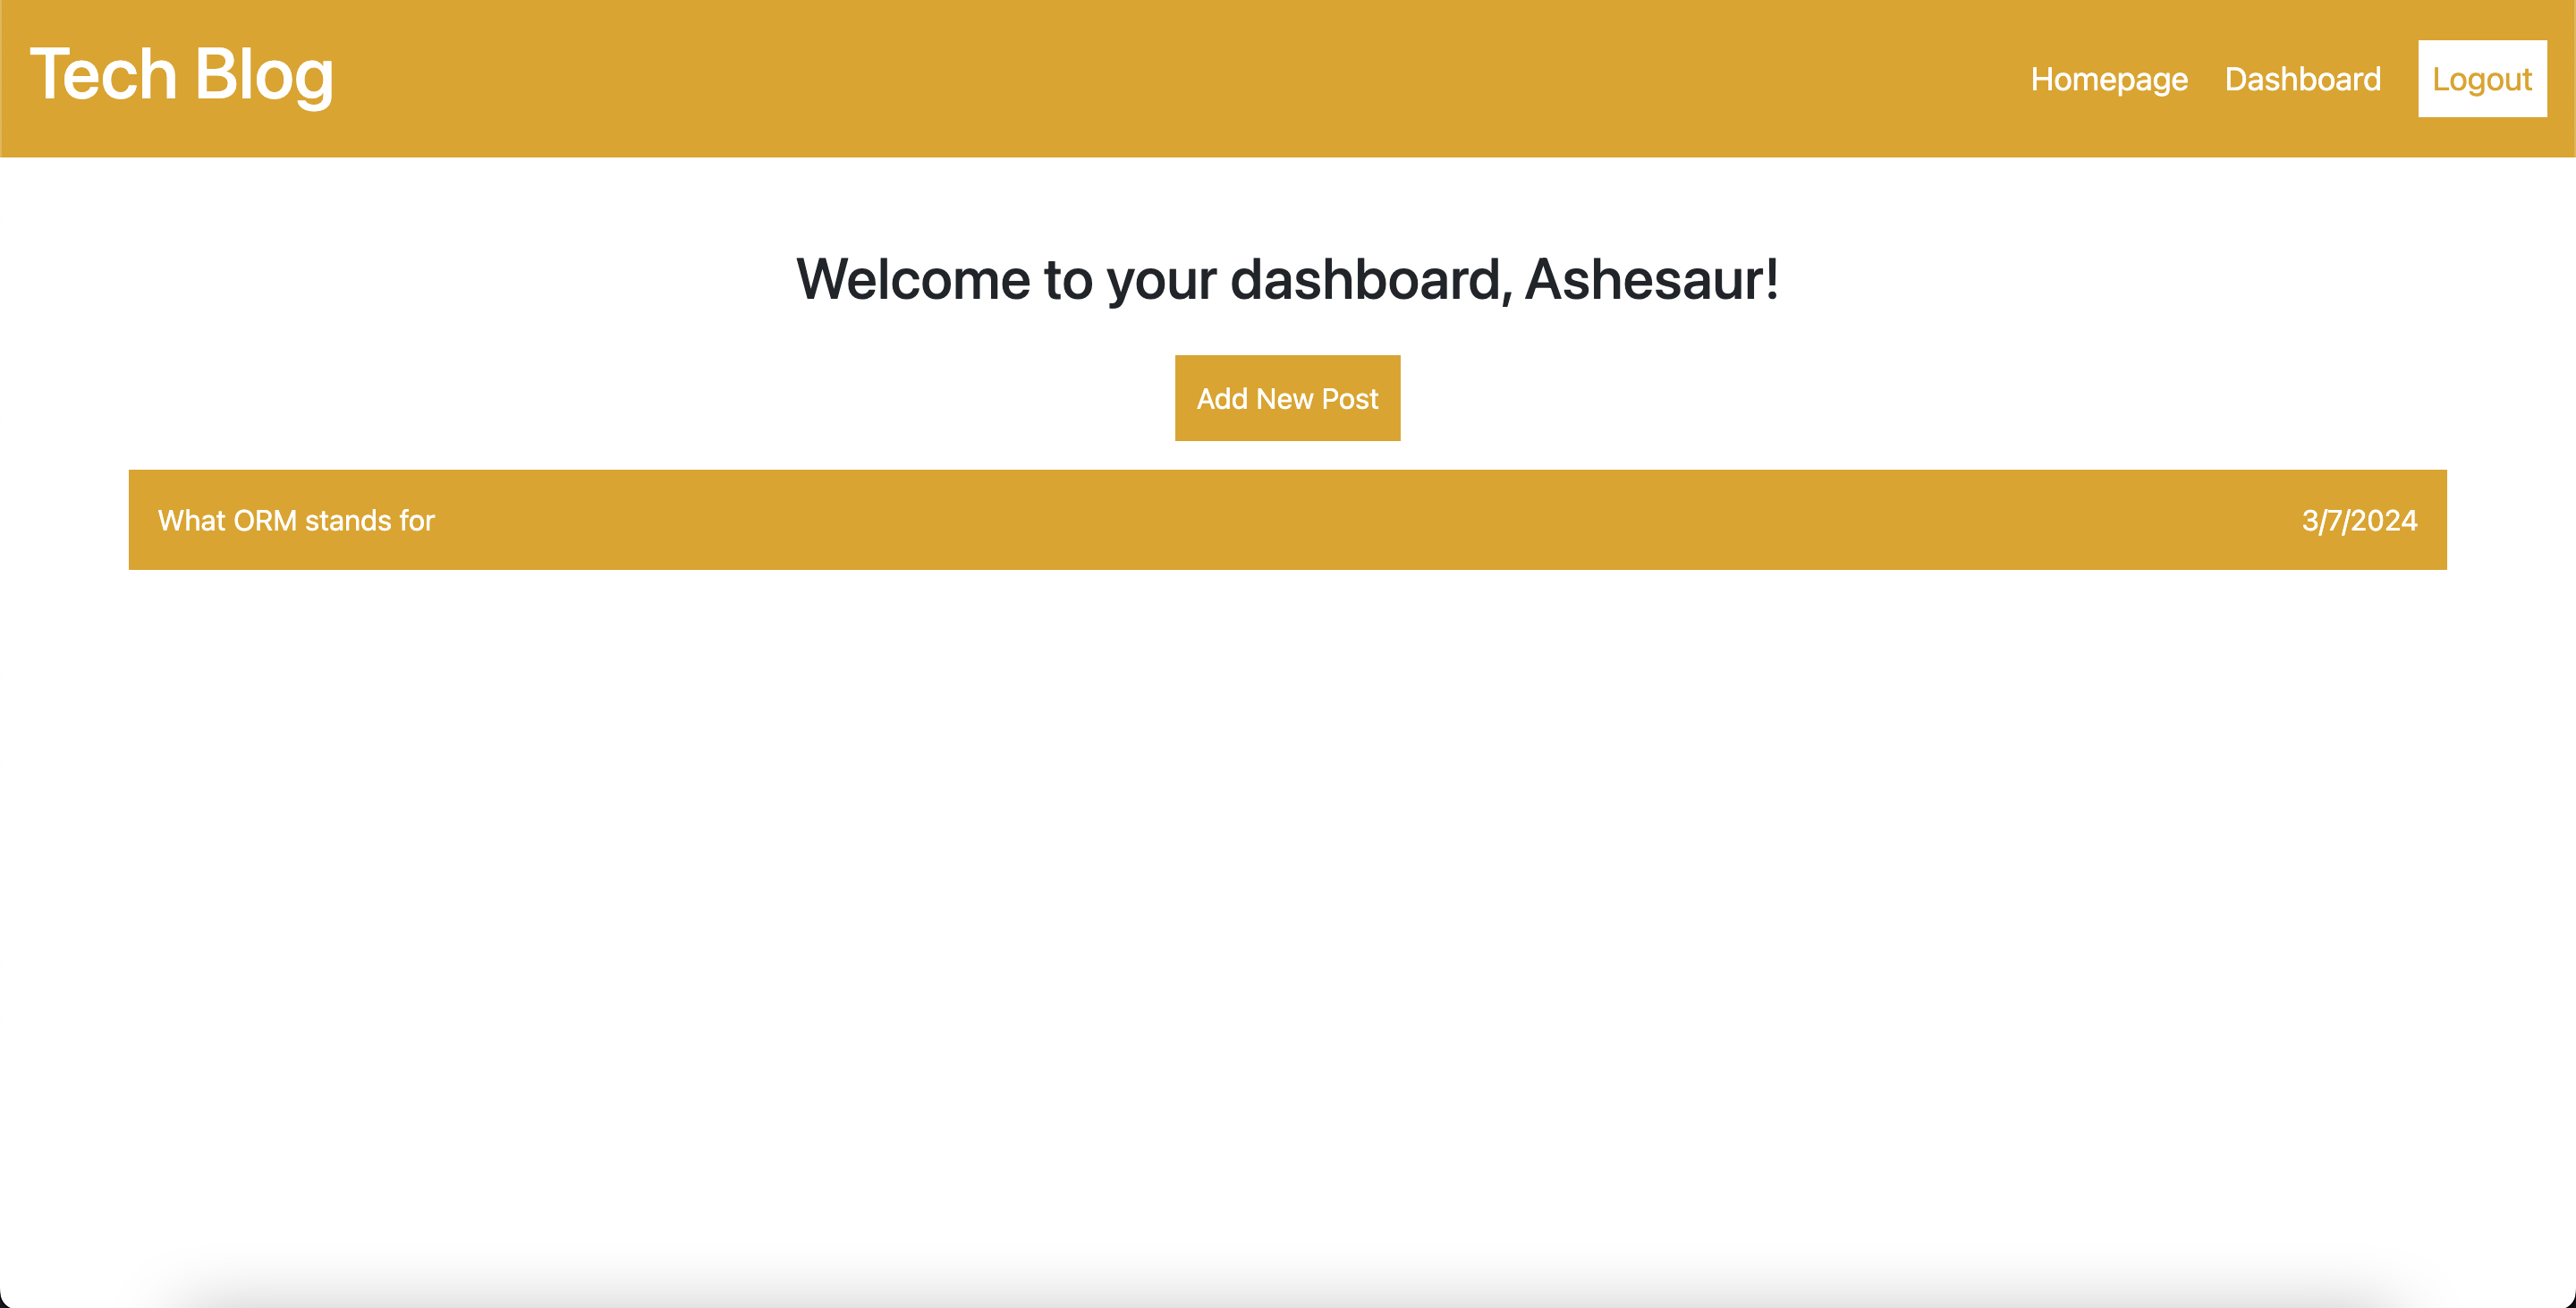 Tech Blog
Homepage Dashboard Logout
Welcome to your dashboard, Ashesaur!
Add New Post
What ORM stands for 3/7/2024